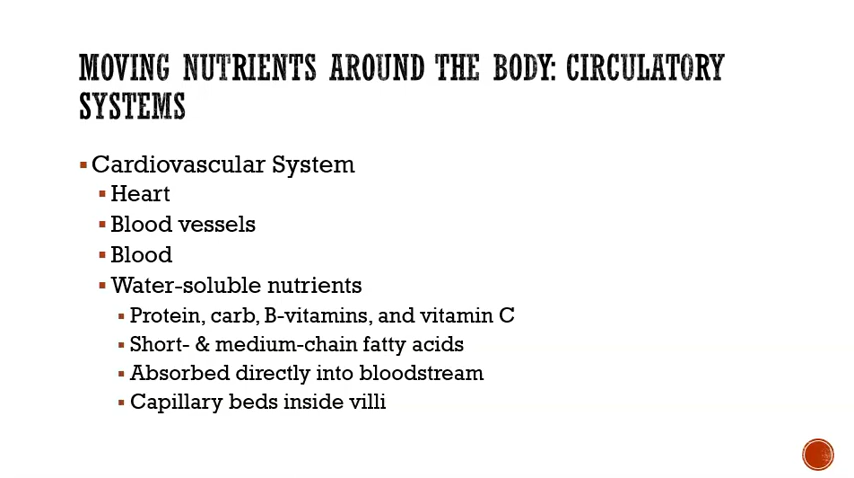 MOVING NUTRIENTS AROUND THE BODY: CIRCULATORY
SYSTEMS
Cardiovascular System
Heart
Blood vessels
Blood
Water-soluble nutrients
Protein, carb, B-vitamins, and vitamin C
Short- & medium-chain fatty acids
Absorbed directly into bloodstream
Capillary beds inside villi